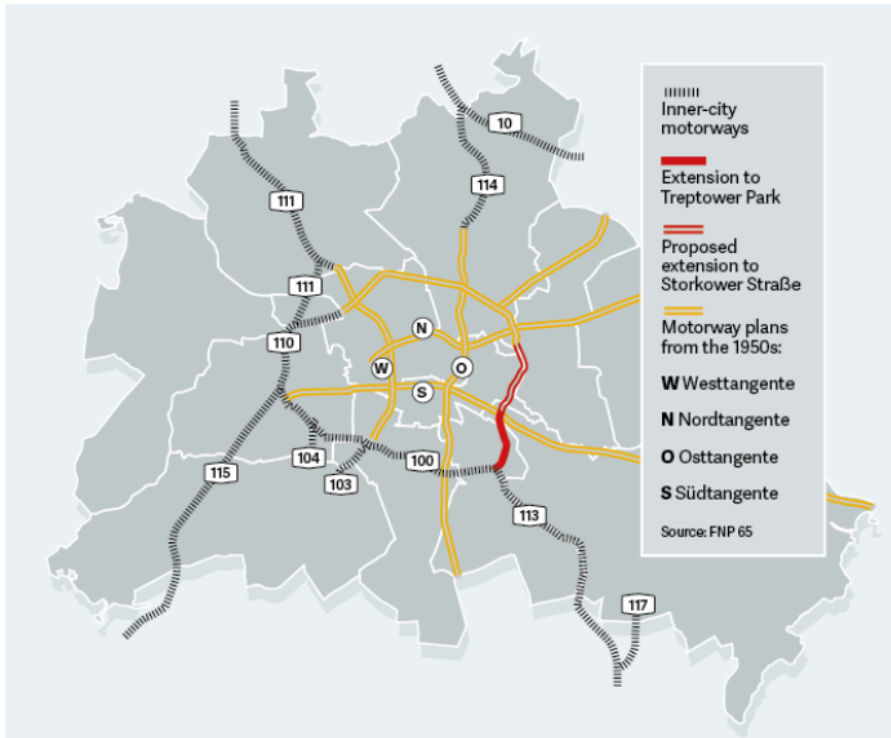 10
114
111
111
110
N
W
O
S
104
103
100
115
113
117
Inner-city
motorways
Extension to
Treptower Park
Proposed
extension to
Storkower Straße
Motorway plans
from the 1950s:
W Westtangente
N Nordtangente
O Osttangente
S Südtangente
Source: FNP 65